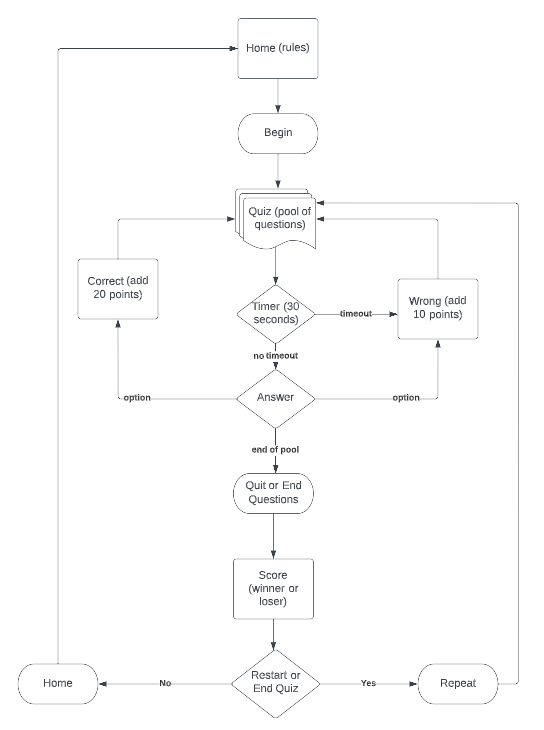 Home (rules)
Begin
Quiz (pool of
questions)
Correct (add
20 points)
Timer (30
seconds)
timeout
Wrong (add
10 points)
no timeout
option
Answer
option
end of pool
Quit or End
Questions
Score
(winner or
loser)
Home
No
Restart or
End Quiz
Yes
Repeat